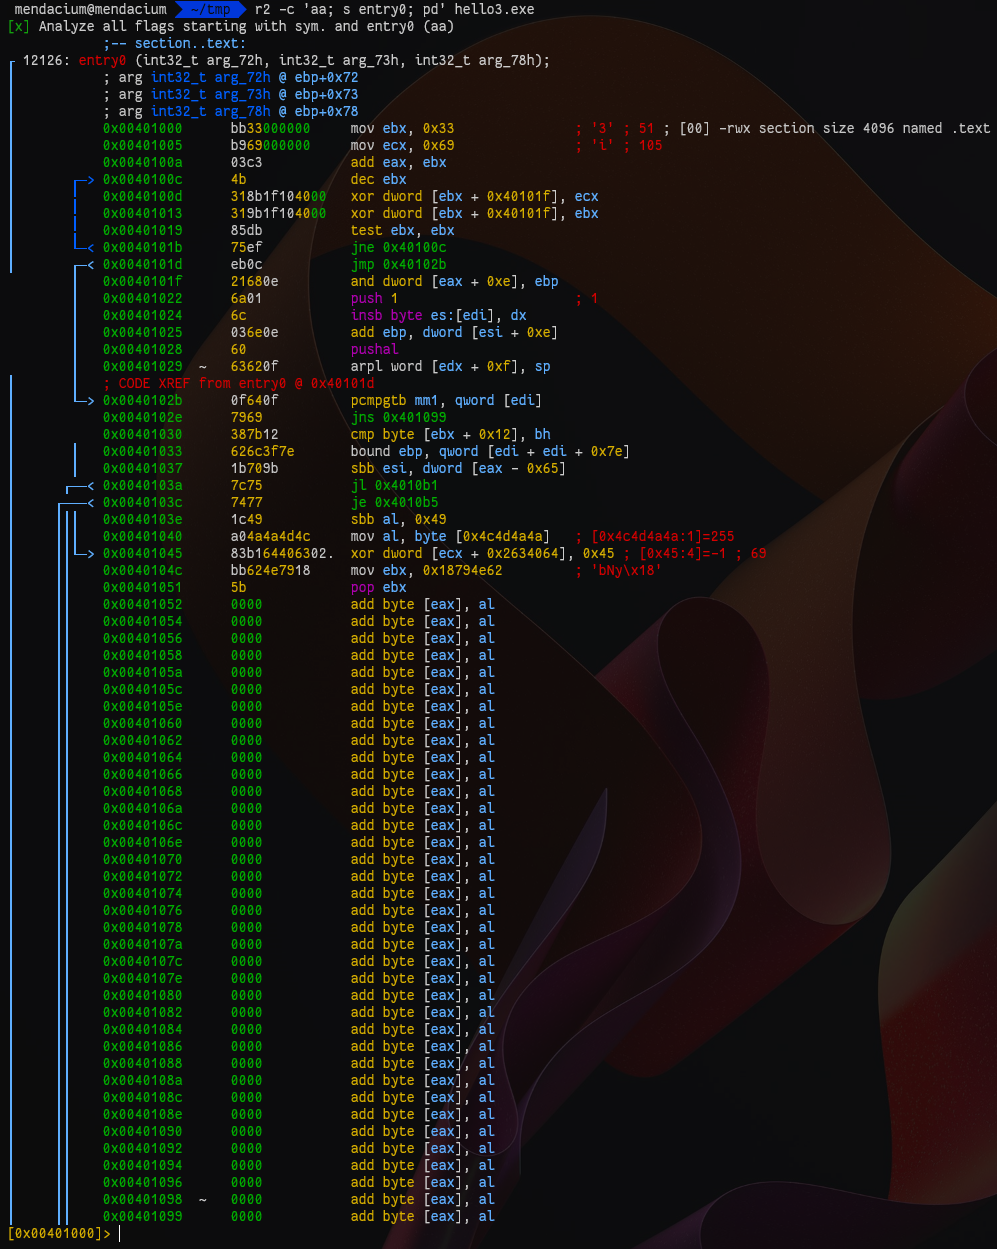 mendacium@mendacium ~/tmp r2 -c 'aa; s entry0; pd' hello3.exe
[x] Analyze all flags starting with sym. and entry0 (aa)
;-- section..text:
12126: entry0 (int32_t arg_72h, int32_t arg_73h, int32_t arg_78h);
; arg int32_t arg_72h @ ebp+0x72
; arg int32_t arg_73h @ ebp+0x73
; arg int32_t arg_78h @ ebp+0x78
0x00401000 bb33000000 mov ebx, 0x33 ; '3' ; 51 ; [00] -rwx section size 4096 named .text
0x00401005 b969000000 mov ecx, 0x69 ; 'i' ; 105
0x0040100a 03c3 add eax, ebx
0x0040100c 4b dec ebx
0x0040100d 318b1f104000 xor dword [ebx + 0x40101f], ecx
0x00401013 319b1f104000 xor dword [ebx + 0x40101f], ebx
0x00401019 85db test ebx, ebx
0x0040101b 75ef jne 0x40100c
0x0040101d eb0c jmp 0x40102b
0x0040101f 21680e and dword [eax + 0xe], ebp
0x00401022 6a01 push 1 ; 1
0x00401024 6c insb byte es:[edi], dx
0x00401025 036e0e add ebp, dword [esi + 0xe]
0x00401028 60 pushal
0x00401029 ~ 63620f arpl word [edx + 0xf], sp
; CODE XREF from entry0 @ 0x40101d
0x0040102b 0f640f pcmpgtb mm1, qword [edi]
0x0040102e 7969 jns 0x401099
0x00401030 387b12 cmp byte [ebx + 0x12], bh
0x00401033 626c3f7e bound ebp, qword [edi + edi + 0x7e]
0x00401037 1b709b sbb esi, dword [eax - 0x65]
0x0040103a 7c75 jl 0x4010b1
0x0040103c 7477 je 0x4010b5
0x0040103e 1c49 sbb al, 0x49
0x00401040 a04a4a4d4c mov al, byte [0x4c4d4a4a] ; [0x4c4d4a4a:1]=255
0x00401045 83b164406302. xor dword [ecx + 0x2634064], 0x45 ; [0x45:4]=-1 ; 69
0x0040104c bb624e7918 mov ebx, 0x18794e62 ; 'bNy\x18'
0x00401051 5b pop ebx
0x00401052 0000 add byte [eax], al
0x00401054 0000 add byte [eax], al
0x00401056 0000 add byte [eax], al
0x00401058 0000 add byte [eax], al
0x0040105a 0000 add byte [eax], al
0x0040105c 0000 add byte [eax], al
0x0040105e 0000 add byte [eax], al
0x00401060 0000 add byte [eax], al
0x00401062 0000 add byte [eax], al
0x00401064 0000 add byte [eax], al
0x00401066 0000 add byte [eax], al
0x00401068 0000 add byte [eax], al
0x0040106a 0000 add byte [eax], al
0x0040106c 0000 add byte [eax], al
0x0040106e 0000 add byte [eax], al
0x00401070 0000 add byte [eax], al
0x00401072 0000 add byte [eax], al
0x00401074 0000 add byte [eax], al
0x00401076 0000 add byte [eax], al
0x00401078 0000 add byte [eax], al
0x0040107a 0000 add byte [eax], al
0x0040107c 0000 add byte [eax], al
0x0040107e 0000 add byte [eax], al
0x00401080 0000 add byte [eax], al
0x00401082 0000 add byte [eax], al
0x00401084 0000 add byte [eax], al
0x00401086 0000 add byte [eax], al
0x00401088 0000 add byte [eax], al
0x0040108a 0000 add byte [eax], al
0x0040108c 0000 add byte [eax], al
0x0040108e 0000 add byte [eax], al
0x00401090 0000 add byte [eax], al
0x00401092 0000 add byte [eax], al
0x00401094 0000 add byte [eax], al
0x00401096 0000 add byte [eax], al
0x00401098 ~ 0000 add byte [eax], al
0x00401099 0000 add byte [eax], al
[0x00401000]>